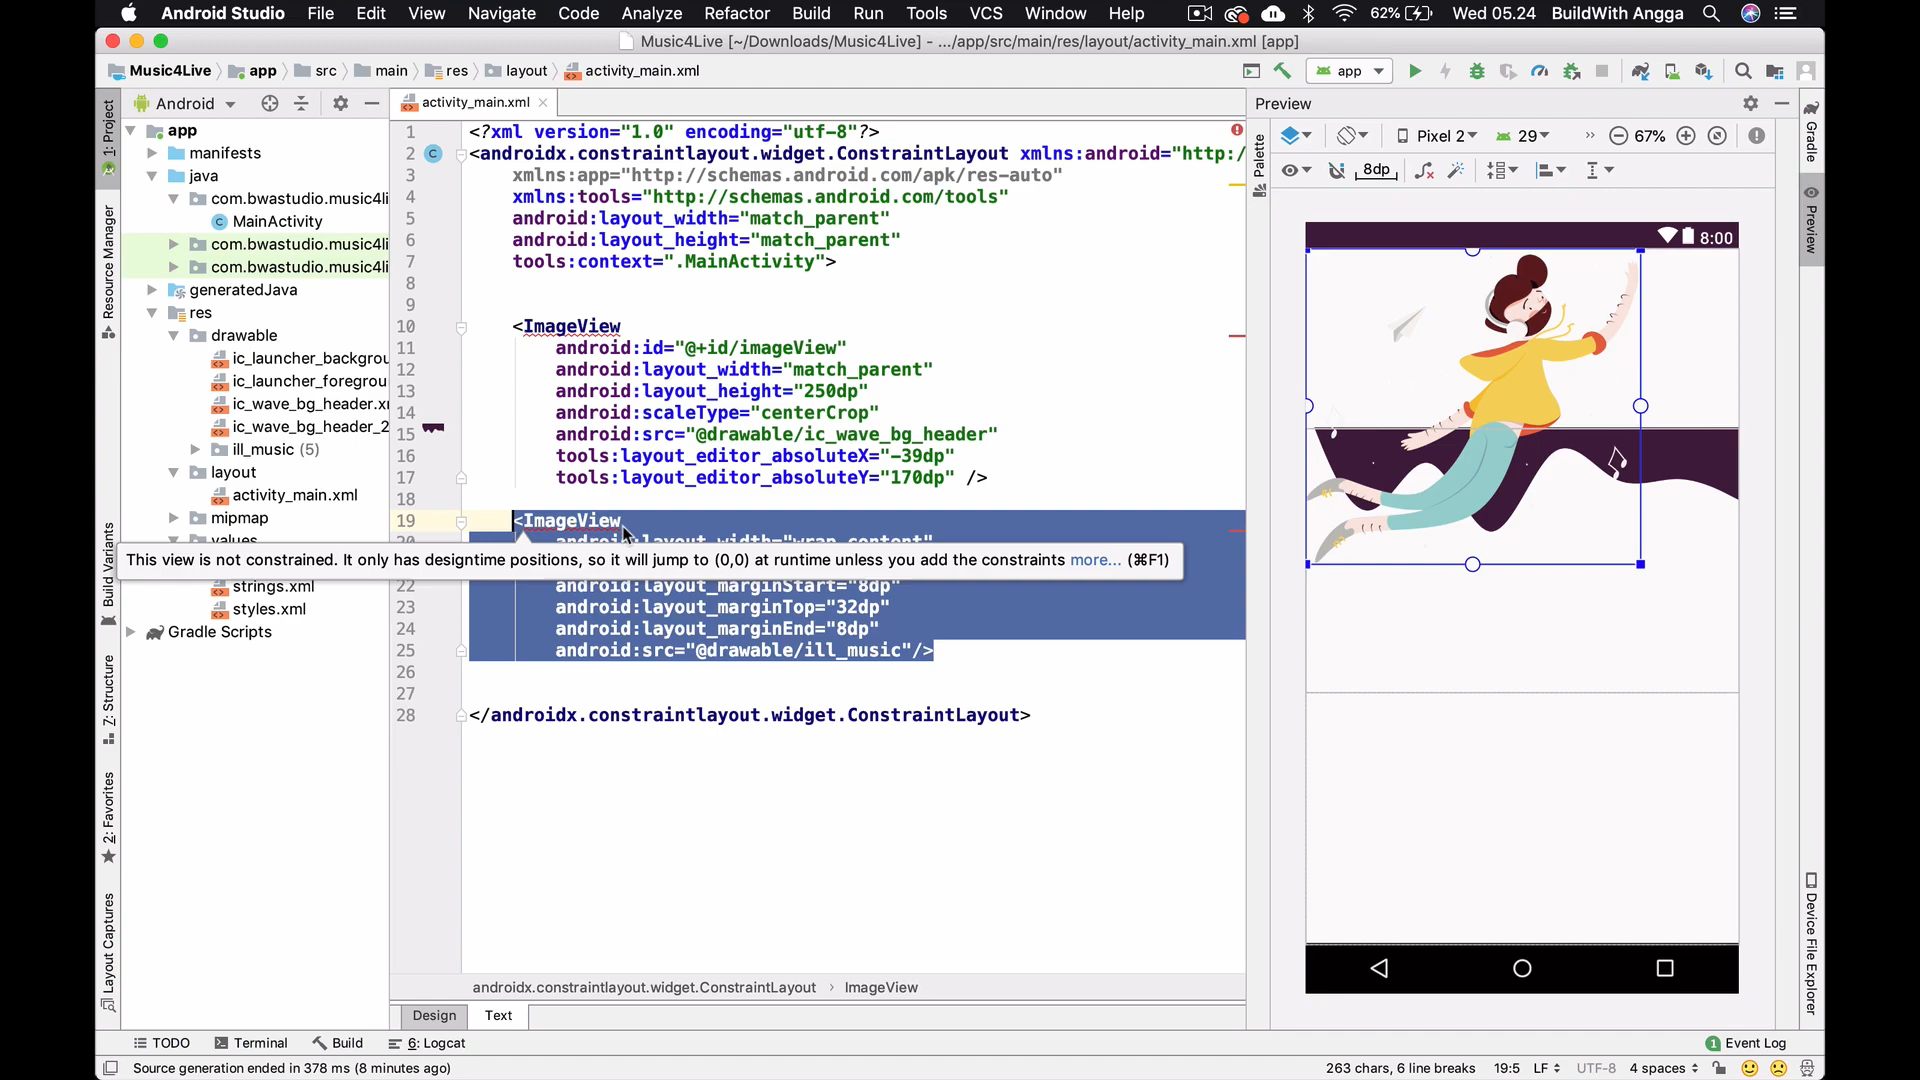 Android Studio File Edit View Navigate Code Analyze Refactor Build Run Tools VCS Window Help 62% Wed 05.24 BuildWith Angga
Music4Live [~/Downloads/Music4Live] - .../app/src/main/res/layout/activity_main.xml [app]
Music4Live app src main res layout activity_main.xml app
Android activity_main.xml Preview
1: Project
Resource Manager
Build Variants
Z: Structure
2: Favorites
Layout Captures
app
manifests
java
com.bwastudio.music4li
MainActivity
com.bwastudio.music4li
com.bwastudio.music4li
generatedJava
res
drawable
ic_launcher_backgrou
ic_launcher_foregrou
ic_wave_bg_header.x
ic_wave_bg_header_2
ill_music (5)
layout
activity_main.xml
mipmap
values
strings.xml
styles.xml
Gradle Scripts
1 <?xml version="1.0" encoding="utf-8"?>
2 <androidx.constraintlayout.widget.ConstraintLayout xmlns:android="http:/
3 xmlns:app="http://schemas.android.com/apk/res-auto"
4 xmlns:tools="http://schemas.android.com/tools"
5 android:layout_width="match_parent"
6 android:layout_height="match_parent"
7 tools:context=".MainActivity">
8
9
10 <ImageView
11 android:id="@+id/imageView"
12 android:layout_width="match_parent"
13 android:layout_height="250dp"
14 android:scaleType="centerCrop"
15 android:src="@drawable/ic_wave_bg_header"
16 tools:layout_editor_absoluteX="-39dp"
17 tools:layout_editor_absoluteY="170dp" />
18
19 <ImageView
20 android:layout_width="wrap_content"
This view is not constrained. It only has designtime positions, so it will jump to (0,0) at runtime unless you add the constraints more... (⌘F1)
22 android:layout_marginStart="8dp"
23 android:layout_marginTop="32dp"
24 android:layout_marginEnd="8dp"
25 android:src="@drawable/ill_music"/>
26
27
28 </androidx.constraintlayout.widget.ConstraintLayout>
androidx.constraintlayout.widget.ConstraintLayout › ImageView
Design Text
Palette
Pixel 2 29 67%
8dp
8:00
Gradle
Preview
Device File Explorer
TODO Terminal Build 6: Logcat 1 Event Log
Source generation ended in 378 ms (8 minutes ago) 263 chars, 6 line breaks 19:5 LF UTF-8 4 spaces